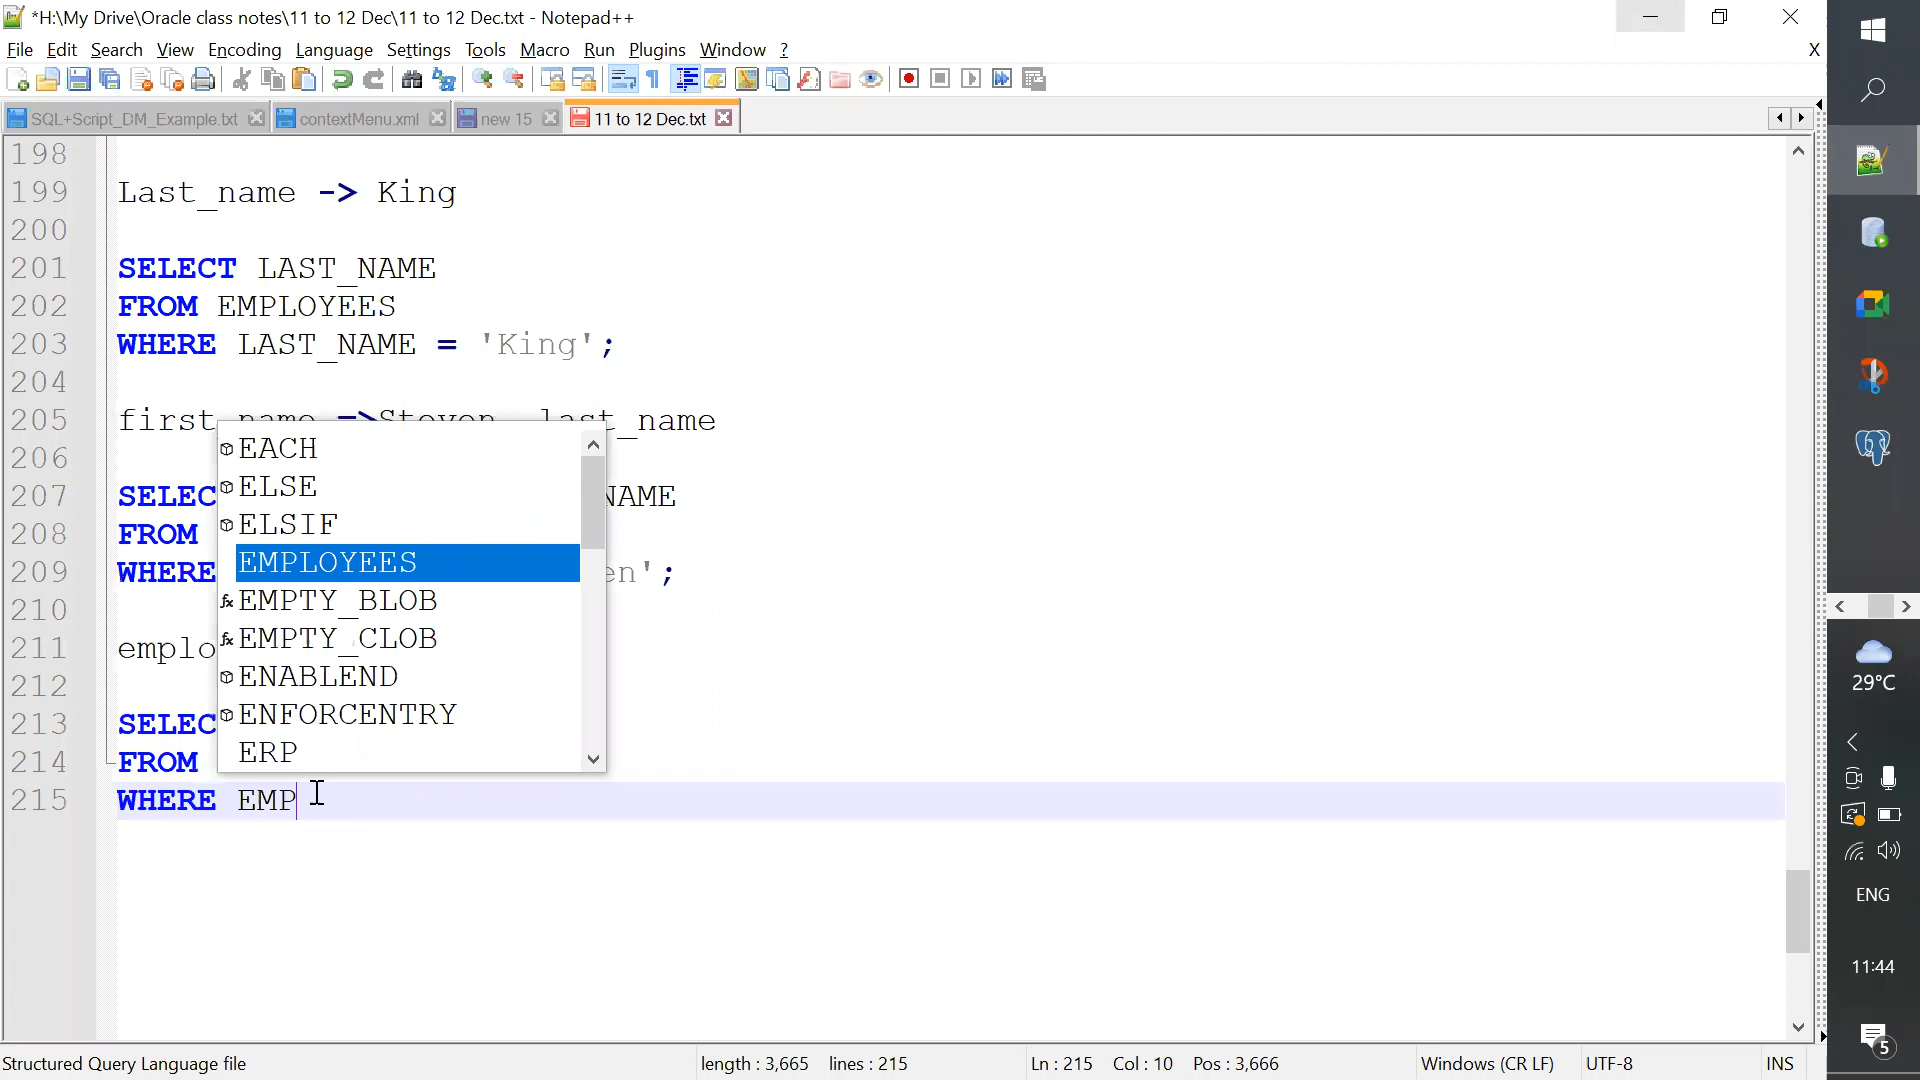 *H:\My Drive\Oracle class notes\11 to 12 Dec\11 to 12 Dec.txt - Notepad++
File Edit Search View Encoding Language Settings Tools Macro Run Plugins Window ?
X
SQL+Script_DM_Example.txt contextMenu.xml new 15 11 to 12 Dec.txt
198
199 Last_name -> King
200
201 SELECT LAST_NAME
202 FROM EMPLOYEES
203 WHERE LAST_NAME = 'King';
204
205 first_name ->Steven last_name
206
207 SELEC NAME
208 FROM
209 WHERE en';
210
211 emplo
212
213 SELEC
214 FROM
215 WHERE EMP
EACH
ELSE
ELSIF
EMPLOYEES
EMPTY_BLOB
EMPTY_CLOB
ENABLEND
ENFORCENTRY
ERP
Structured Query Language file length : 3,665 lines : 215 Ln : 215 Col : 10 Pos : 3,666 Windows (CR LF) UTF-8 INS
29°C
ENG
11:44
5